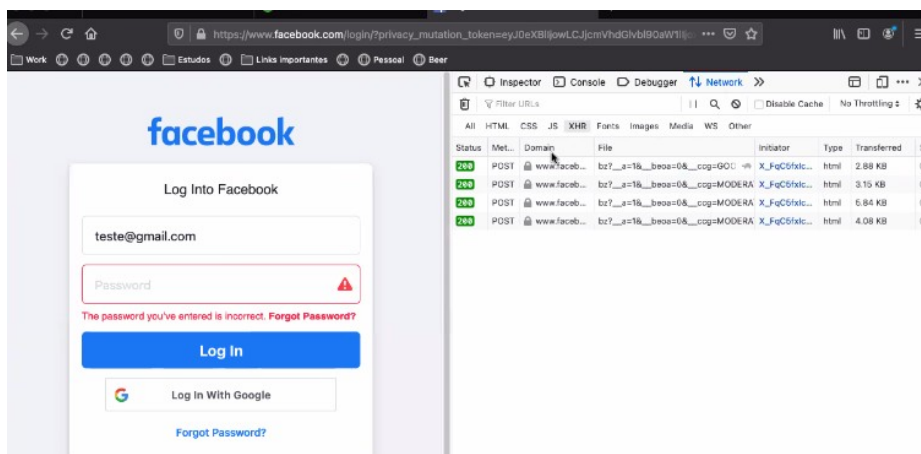 https://www.facebook.com/login/?privacy_mutation_token=
Work Estudos Links importantes Pessoal Beer
Inspector Console Debugger Network
Filter URLs Disable Cache No Throttling
All HTML CSS JS XHR Fonts Images Media WS Other
Status Met... Domain File Initiator Type Transferred
200 POST www.faceb... bz?__a=1&__beoa=0&__ccg=GOO html 2.88 KB
200 POST www.faceb... bz?__a=1&__beoa=0&__ccg=MODERA html 3.15 KB
200 POST www.faceb... bz?__a=1&__beoa=0&__ccg=MODERA html 5.84 KB
200 POST www.faceb... bz?__a=1&__beoa=0&__ccg=MODERA html 4.08 KB
facebook
Log Into Facebook
teste@gmail.com
Password
The password you've entered is incorrect. Forgot Password?
Log In
Log In With Google
Forgot Password?